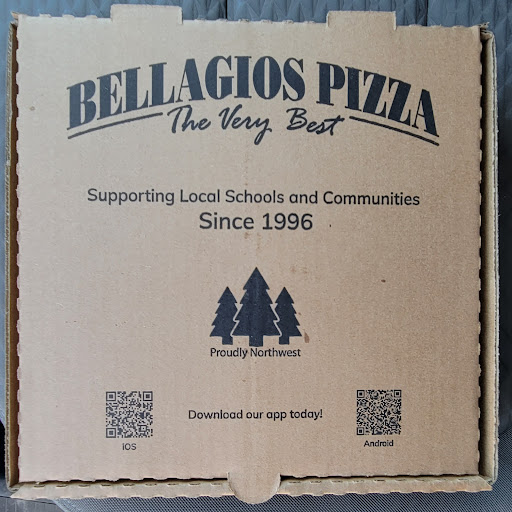 BELLAGIOS PIZZA
The Very Best
Supporting Local Schools and Communities
Since 1996
Proudly Northwest
Download our app today!
iOS
Android